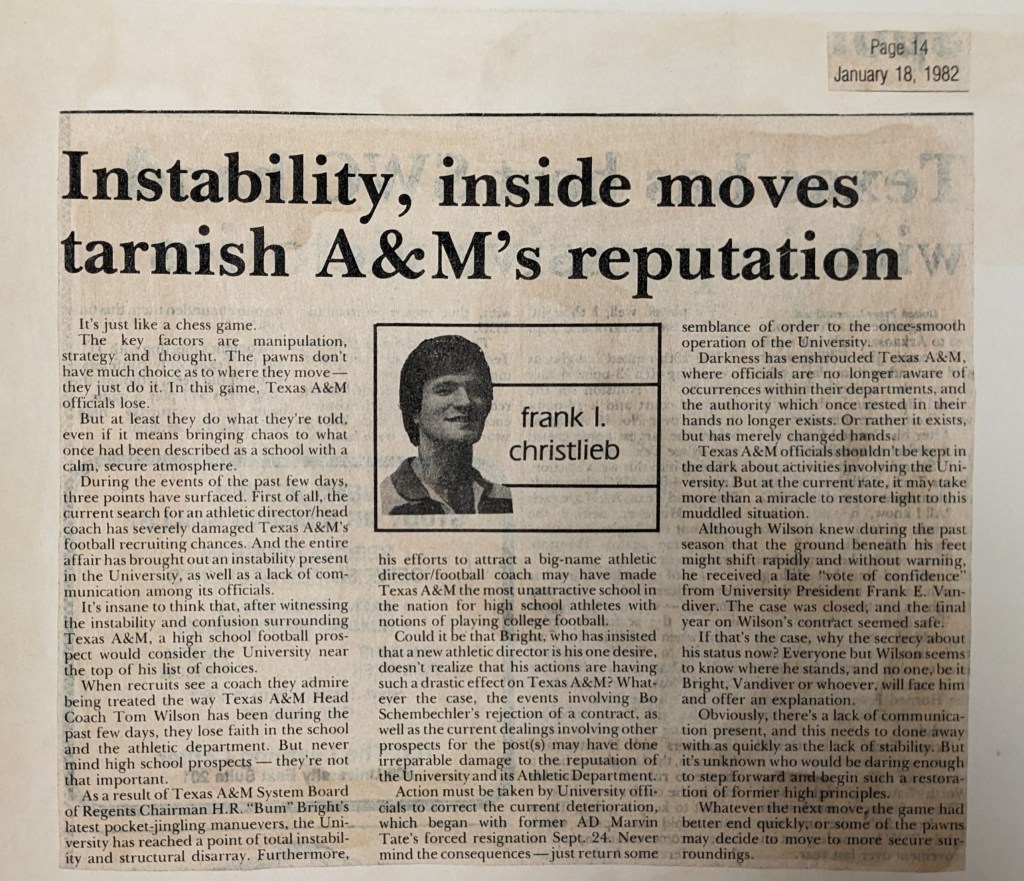 Page 14
January 18, 1982
Instability, inside moves
tarnish A&M's reputation
It's just like a chess game.
The key factors are manipulation,
strategy and thought. The pawns don't
have much choice as to where they move —
they just do it. In this game, Texas A&M
officials lose.
But at least they do what they're told,
even if it means bringing chaos to what
once had been described as a school with a
calm, secure atmosphere.
During the events of the past few days,
three points have surfaced. First of all, the
current search for an athletic director/head
coach has severely damaged Texas A&M's
football recruiting chances. And the entire
affair has brought out an instability present
in the University, as well as a lack of com-
munication among its officials.
It's insane to think that, after witnessing
the instability and confusion surrounding
Texas A&M, a high school football pros-
pect would consider the University near
the top of his list of choices.
When recruits see a coach they admire
being treated the way Texas A&M Head
Coach Tom Wilson has been during the
past few days, they lose faith in the school
and the athletic department. But never
mind high school prospects — they're not
that important.
As a result of Texas A&M System Board
of Regents Chairman H.R. "Bum" Bright's
latest pocket-jingling manuevers, the Uni-
versity has reached a point of total instabil-
ity and structural disarray. Furthermore,
frank l.
christlieb
his efforts to attract a big-name athletic
director/football coach may have made
Texas A&M the most unattractive school in
the nation for high school athletes with
notions of playing college football.
Could it be that Bright, who has insisted
that a new athletic director is his one desire,
doesn't realize that his actions are having
such a drastic effect on Texas A&M? What-
ever the case, the events involving Bo
Schembechler's rejection of a contract, as
well as the current dealings involving other
prospects for the post(s) may have done
irreparable damage to the reputation of
the University and its Athletic Department.
Action must be taken by University offi-
cials to correct the current deterioration,
which began with former AD Marvin
Tate's forced resignation Sept. 24. Never
mind the consequences — just return some
semblance of order to the once-smooth
operation of the University.
Darkness has enshrouded Texas A&M,
where officials are no longer aware of
occurrences within their departments, and
the authority which once rested in their
hands no longer exists. Or rather it exists,
but has merely changed hands.
Texas A&M officials shouldn't be kept in
the dark about activities involving the Uni-
versity. But at the current rate, it may take
more than a miracle to restore light to this
muddled situation.
Although Wilson knew during the past
season that the ground beneath his feet
might shift rapidly and without warning,
he received a late "vote of confidence"
from University President Frank E. Van-
diver. The case was closed, and the final
year on Wilson's contract seemed safe.
If that's the case, why the secrecy about
his status now? Everyone but Wilson seems
to know where he stands, and no one, be it
Bright, Vandiver or whoever, will face him
and offer an explanation.
Obviously, there's a lack of communica-
tion present, and this needs to done away
with as quickly as the lack of stability. But
it's unknown who would be daring enough
to step forward and begin such a restora-
tion of former high principles.
Whatever the next move, the game had
better end quickly, or some of the pawns
may decide to move to more secure sur-
roundings.